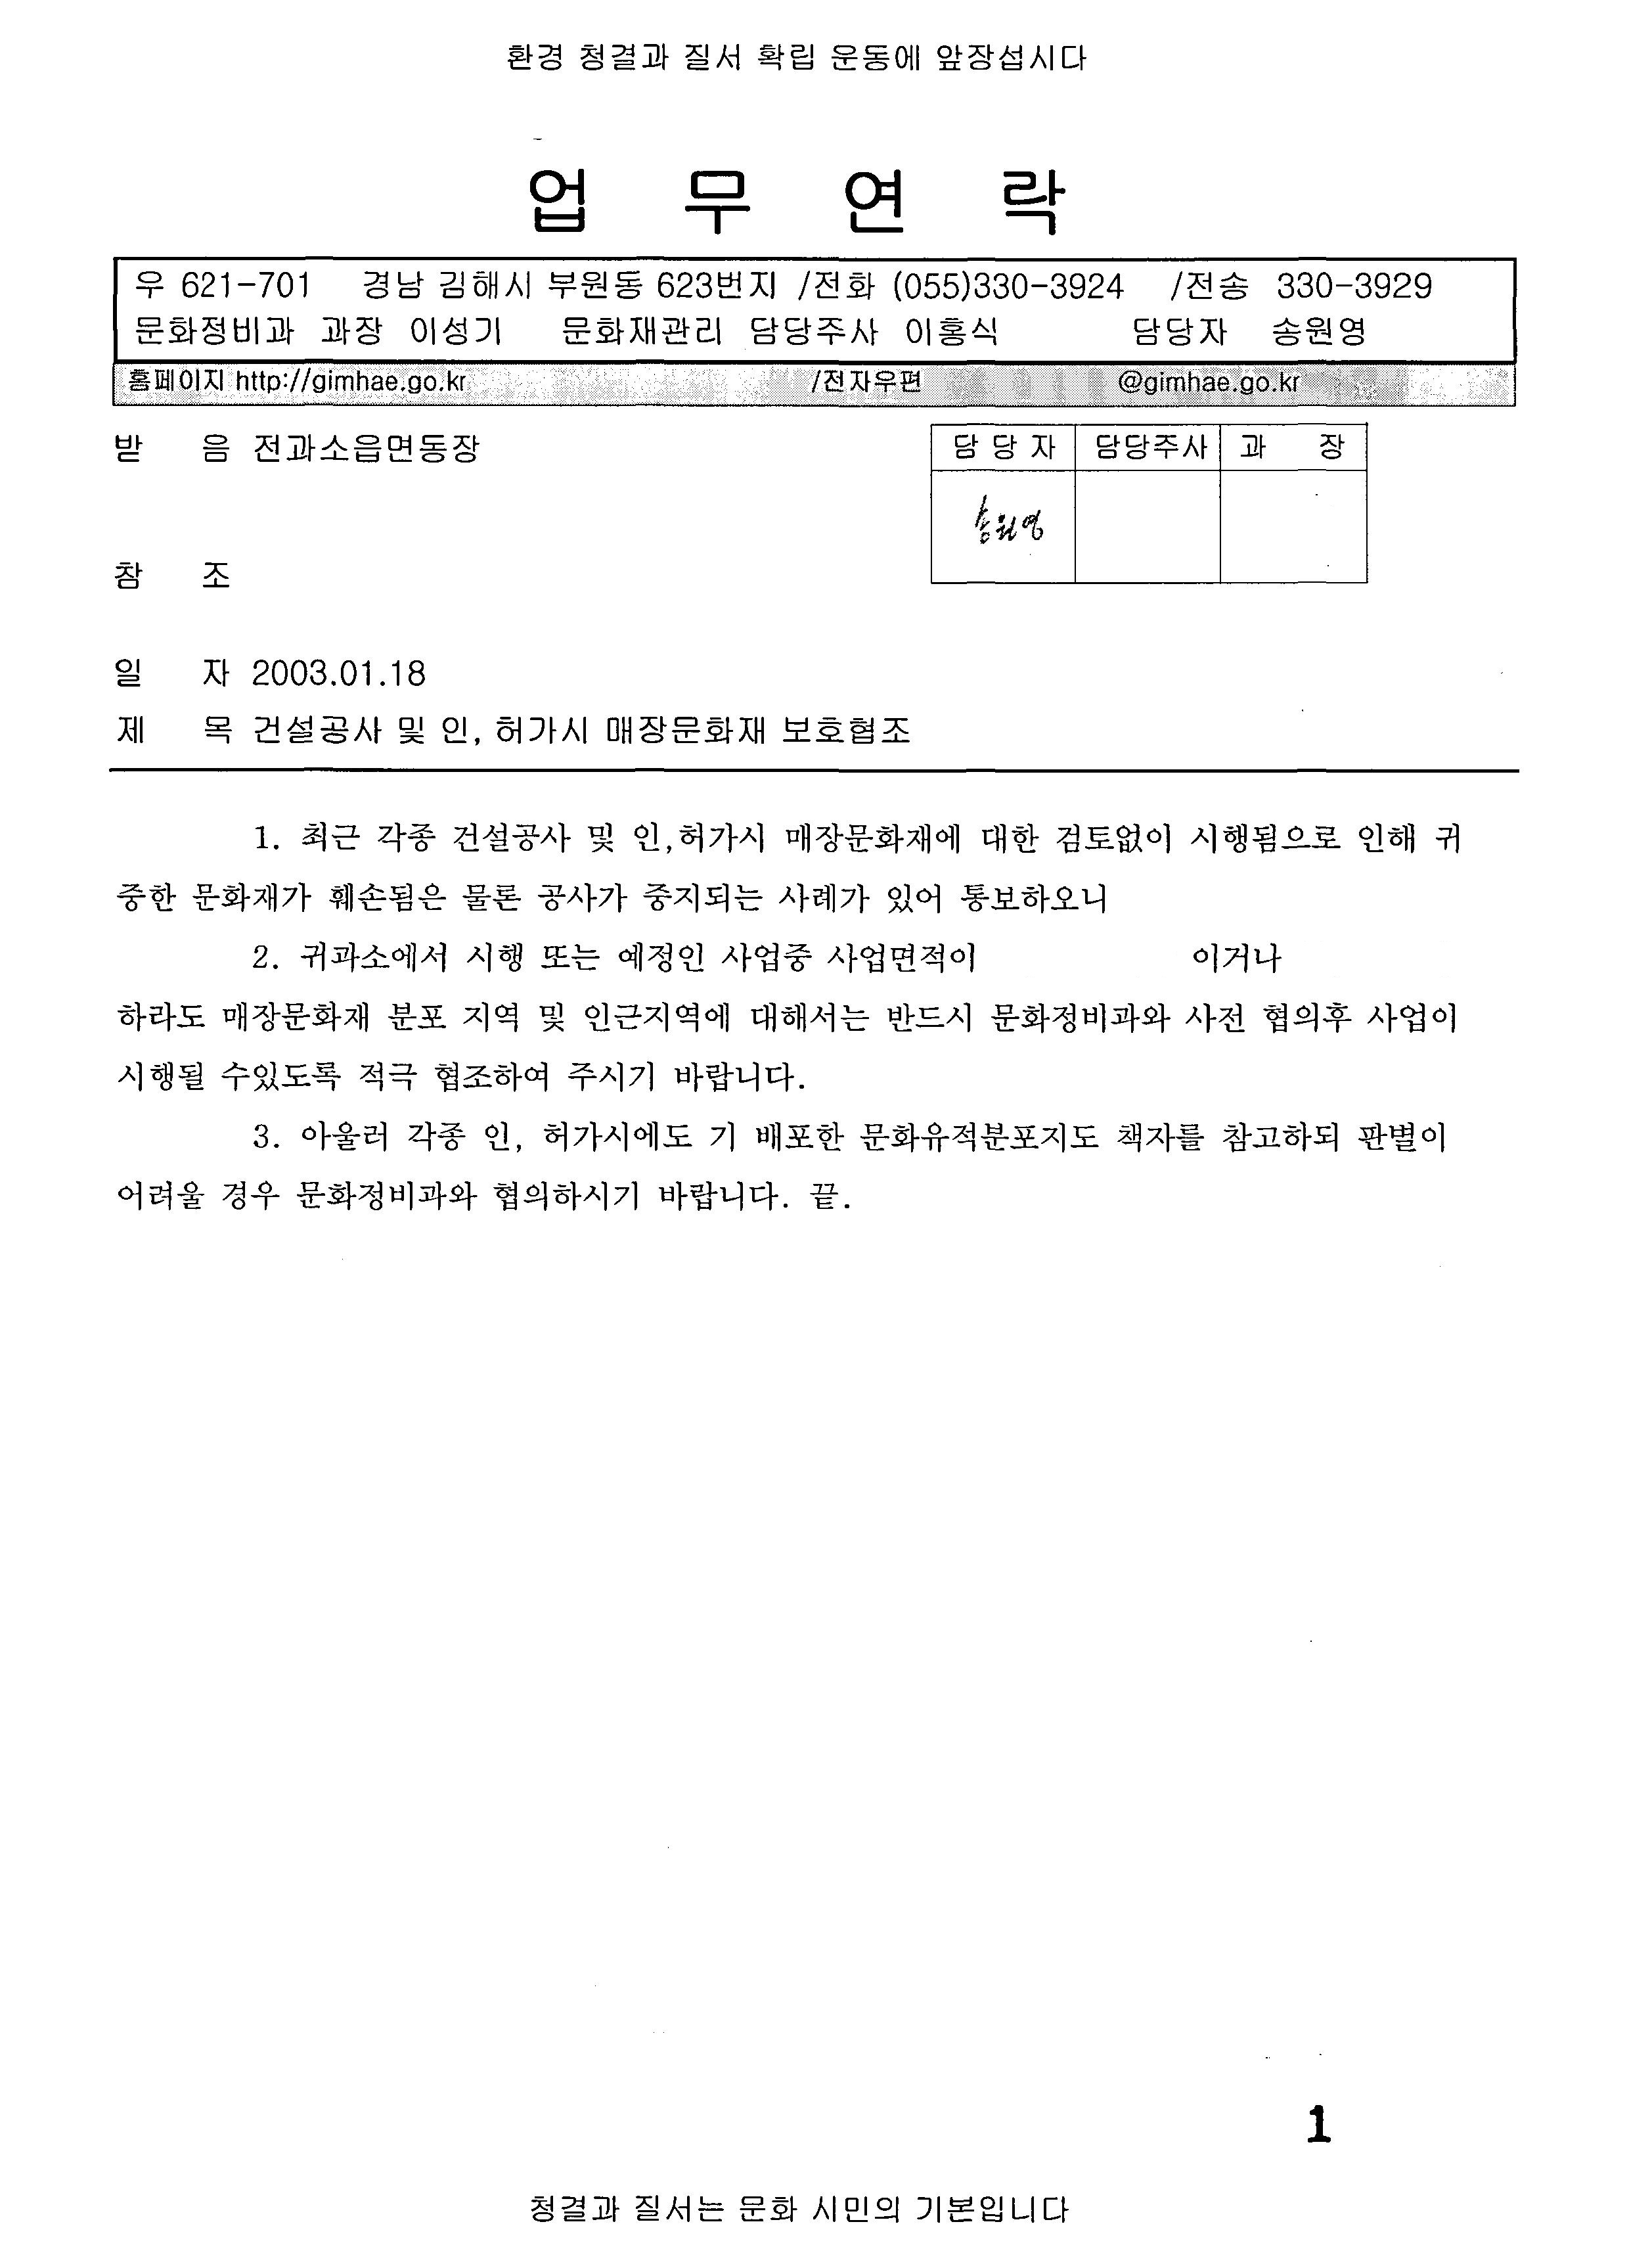 환경 청결과 질서 확립 운동에 앞장섭시다
업 무 연 락
우 621-701 경남 김해시 부원동 623번지 /전화 (055)330-3924 /전송 330-3929
문화정비과 과장 이성기 문화재관리 담당주사 이홍식 담당자 송원영
홈페이지 http://gimhae.go.kr /전자우편 @gimhae.go.kr
받 음 전과소읍면동장
담 당 자 담당주사 과 장
송원영
참 조
일 자 2003.01.18
제 목 건설공사 및 인, 허가시 매장문화재 보호협조
1. 최근 각종 건설공사 및 인,허가시 매장문화재에 대한 검토없이 시행됨으로 인해 귀
중한 문화재가 훼손됨은 물론 공사가 중지되는 사례가 있어 통보하오니
2. 귀과소에서 시행 또는 예정인 사업중 사업면적이 이거나
하라도 매장문화재 분포 지역 및 인근지역에 대해서는 반드시 문화정비과와 사전 협의후 사업이
시행될 수있도록 적극 협조하여 주시기 바랍니다.
3. 아울러 각종 인, 허가시에도 기 배포한 문화유적분포지도 책자를 참고하되 판별이
어려울 경우 문화정비과와 협의하시기 바랍니다. 끝.
1
청결과 질서는 문화 시민의 기본입니다